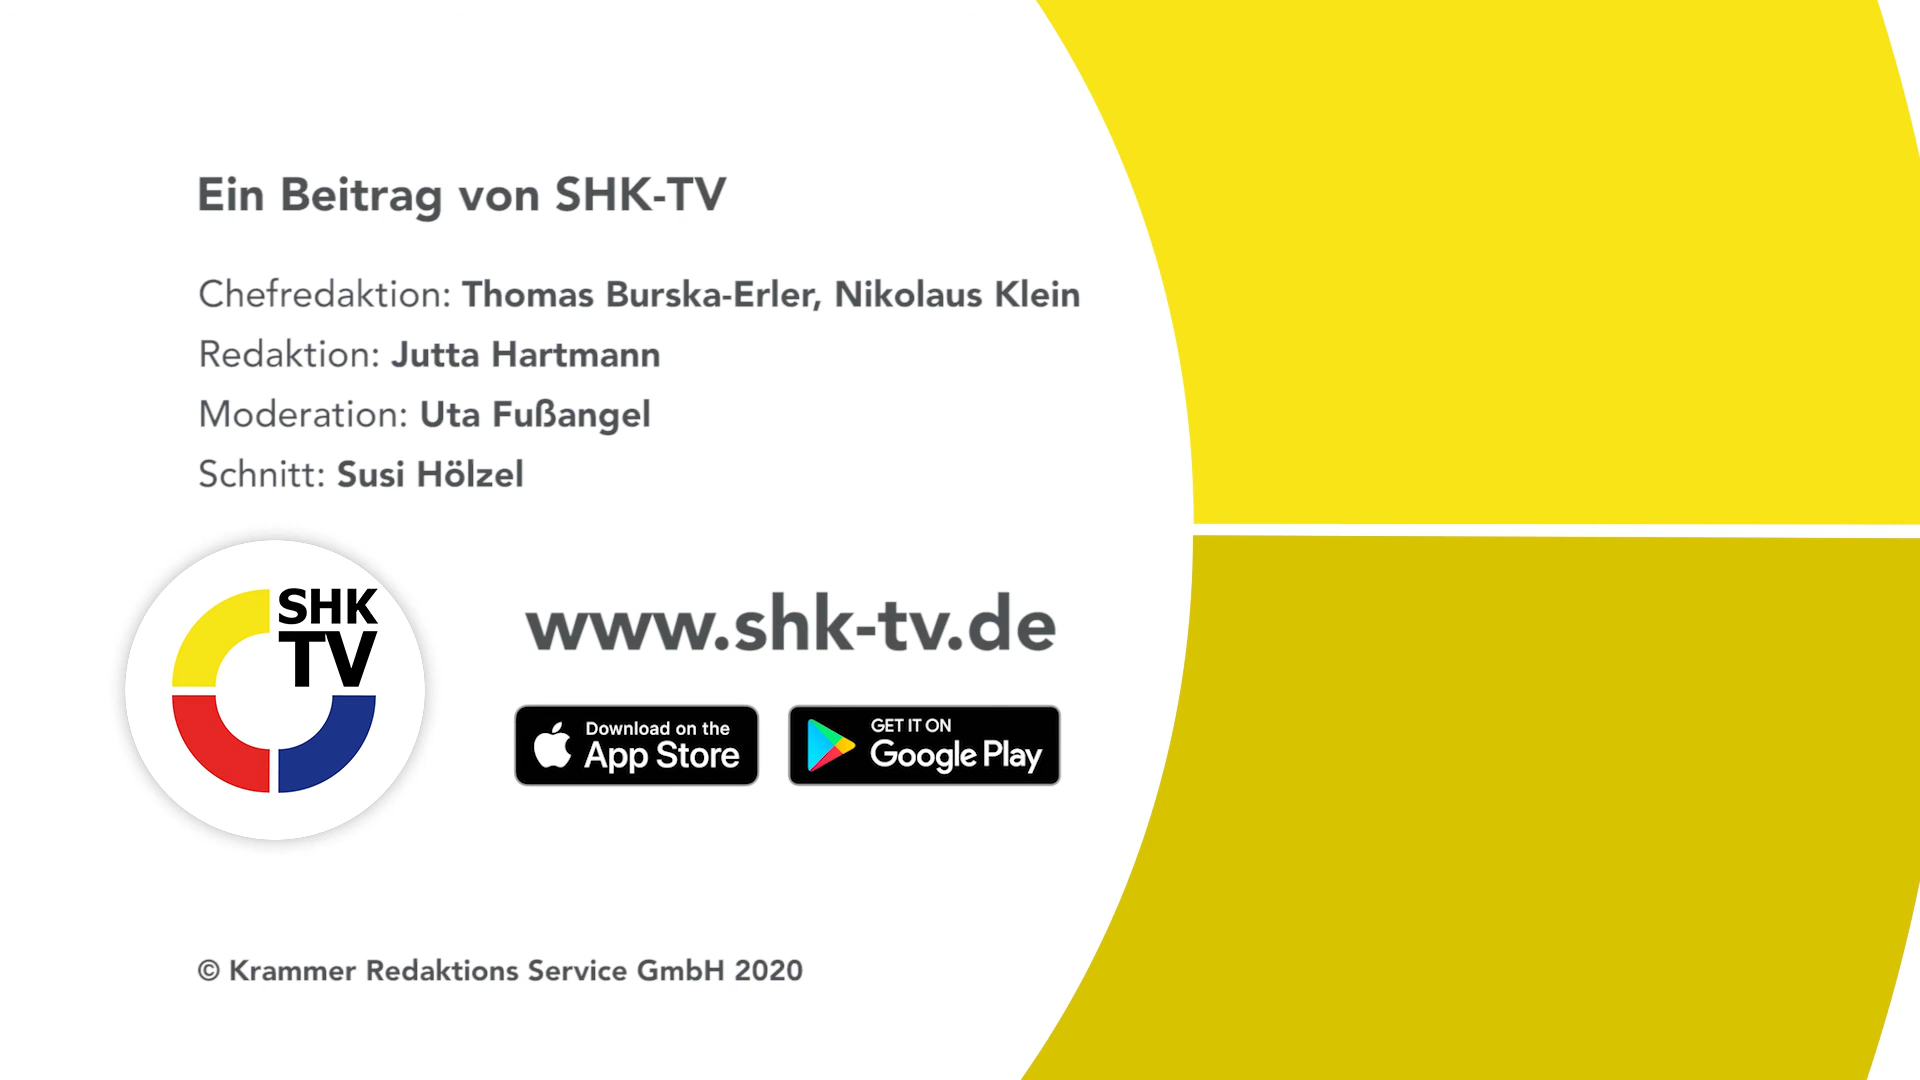 Ein Beitrag von SHK-TV
Chefredaktion: Thomas Burska-Erler, Nikolaus Klein
Redaktion: Jutta Hartmann
Moderation: Uta Fußangel
Schnitt: Susi Hölzel
SHK
TV
www.shk-tv.de
Download on the
App Store
GET IT ON
Google Play
© Krammer Redaktions Service GmbH 2020